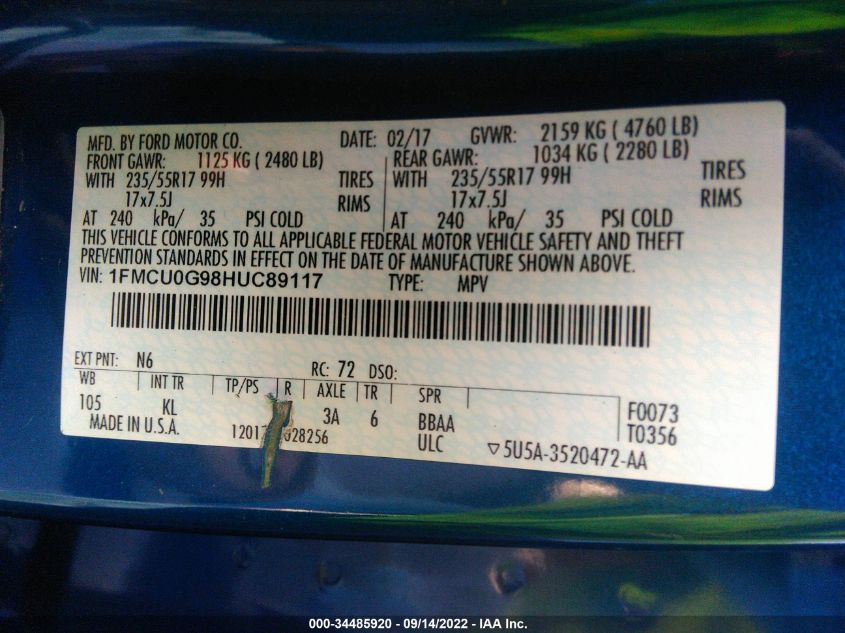 MFD. BY FORD MOTOR CO. DATE: 02/17 GVWR: 2159 KG ( 4760 LB)
FRONT GAWR: 1125 KG ( 2480 LB) REAR GAWR: 1034 KG ( 2280 LB)
WITH 235/55R17 99H TIRES WITH 235/55R17 99H TIRES
17x7.5J RIMS 17x7.5J RIMS
AT 240 kPa/ 35 PSI COLD AT 240 kPa/ 35 PSI COLD
THIS VEHICLE CONFORMS TO ALL APPLICABLE FEDERAL MOTOR VEHICLE SAFETY AND THEFT
PREVENTION STANDARDS IN EFFECT ON THE DATE OF MANUFACTURE SHOWN ABOVE.
VIN: 1FMCU0G98HUC89117 TYPE: MPV
EXT PNT: N6 RC: 72 DSO:
WB INT TR TP/PS R AXLE TR SPR
105 KL 3A 6 BBAA F0073
MADE IN U.S.A. ULC T0356
028256 ▽5U5A-3520472-AA
000-34485920 - 09/14/2022 - IAA Inc.